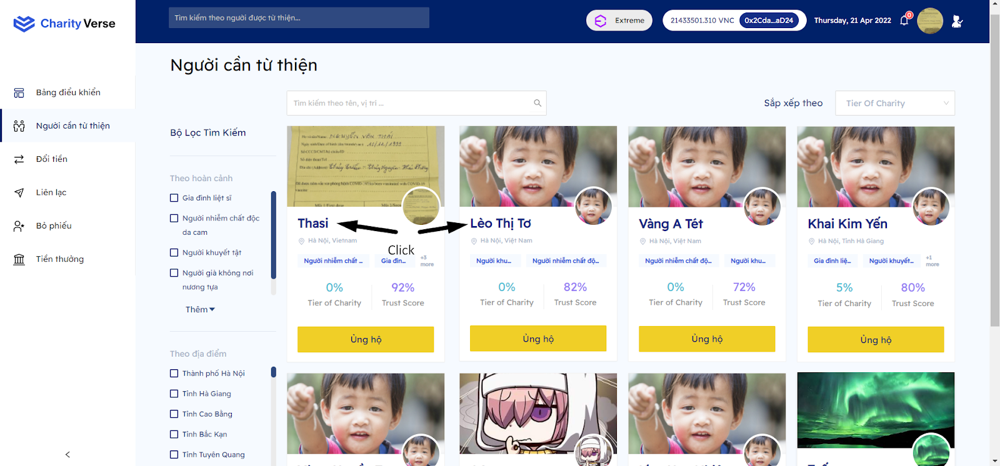 Charity Verse
Tìm kiếm theo người được từ thiện...
Extreme
21433501.310 VNC
0x2Cda...aD24
Thursday, 21 Apr 2022
0
Bảng điều khiển
Người cần từ thiện
Đổi tiền
Liên lạc
Bỏ phiếu
Tiền thưởng
Người cần từ thiện
Tìm kiếm theo tên, vị trí ...
Sắp xếp theo
Tier Of Charity
Bộ Lọc Tìm Kiếm
Theo hoàn cảnh
Gia đình liệt sĩ
Người nhiễm chất độc
da cam
Người khuyết tật
Người già không nơi
nương tựa
Thêm
Theo địa điểm
Thành phố Hà Nội
Tỉnh Hà Giang
Tỉnh Cao Bằng
Tỉnh Bắc Kạn
Tỉnh Tuyên Quang
NGUYỄN VĂN THÁI
Thasi
Hà Nội, Vietnam
Người nhiễm chất ...
Gia đìn...
+3
more
0%
Tier of Charity
92%
Trust Score
Ủng hộ
Click
Lèo Thị Tơ
Hà Nội, Việt Nam
Người khu...
Người nhiễm chất độ...
0%
Tier of Charity
82%
Trust Score
Ủng hộ
Vàng A Tét
Hà Nội, Việt Nam
Người nhiễm chất độ...
Người khu...
0%
Tier of Charity
72%
Trust Score
Ủng hộ
Khai Kim Yến
Hà Nội, Tỉnh Hà Giang
Gia đình liệ...
Người khuyết...
+1
more
5%
Tier of Charity
80%
Trust Score
Ủng hộ